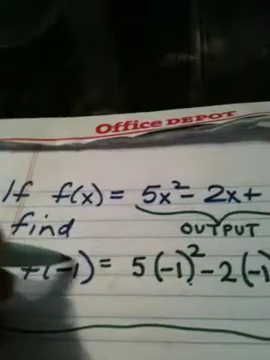 Office DEPOT
If f(x) = 5x² - 2x +
find OUTPUT
f(-1) = 5(-1)² - 2(-1